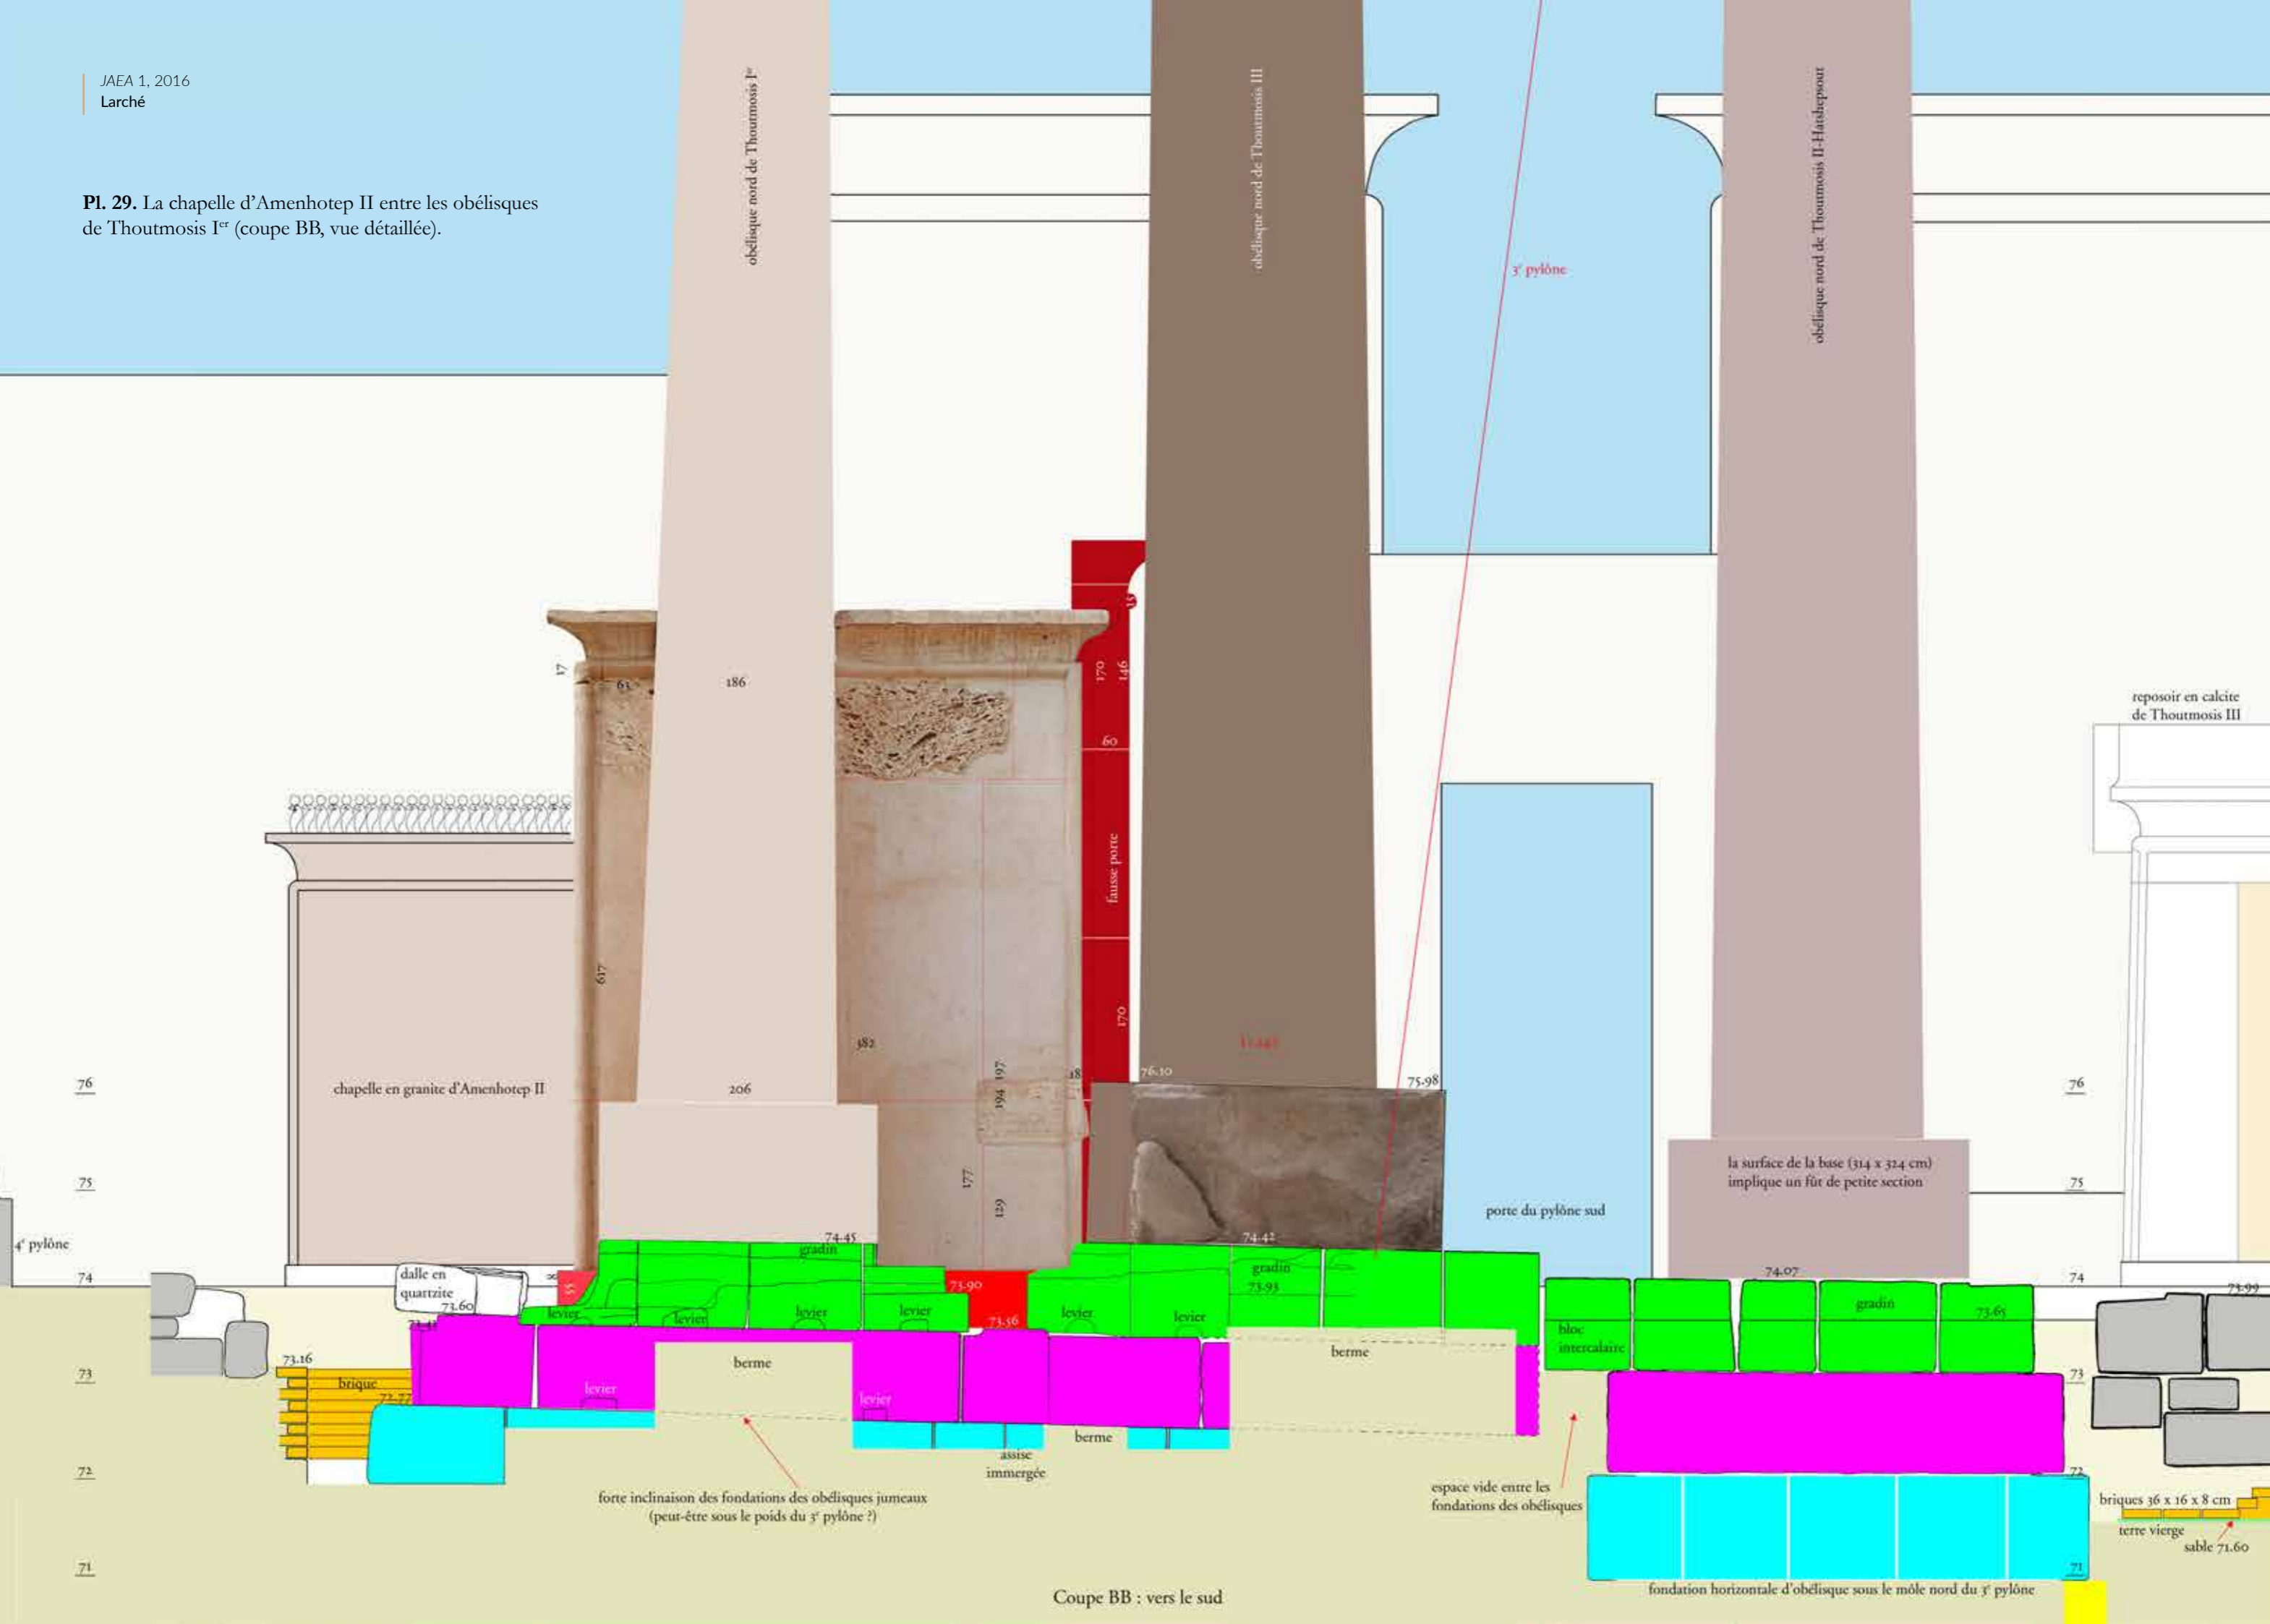 JAEA 1, 2016
Larché
Pl. 29. La chapelle d'Amenhotep II entre les obélisques
de Thoutmosis Ier (coupe BB, vue détaillée).
obélisque nord de Thoutmosis Ier
obélisque nord de Thoutmosis III
obélisque nord de Thoutmosis II-Hatshepsout
3e pylône
17
63
186
15
170
146
60
fausse porte
170
617
382
206
197
194
18
177
129
76.10
75.98
reposoir en calcite
de Thoutmosis III
chapelle en granite d'Amenhotep II
la surface de la base (314 x 324 cm)
implique un fût de petite section
porte du pylône sud
76
75
74
73
72
71
76
75
74
73
72
71
4e pylône
dalle en
quartzite
73.60
8
55
74.45
gradin
73.90
73.56
74.42
gradin
73.93
74.07
gradin
73.65
73.99
levier
levier
levier
levier
levier
levier
bloc
intercalaire
73.16
brique
72.77
levier
berme
levier
berme
berme
assise
immergée
forte inclinaison des fondations des obélisques jumeaux
(peut-être sous le poids du 3e pylône ?)
espace vide entre les
fondations des obélisques
briques 36 x 16 x 8 cm
terre vierge
sable 71.60
fondation horizontale d'obélisque sous le môle nord du 3e pylône
Coupe BB : vers le sud